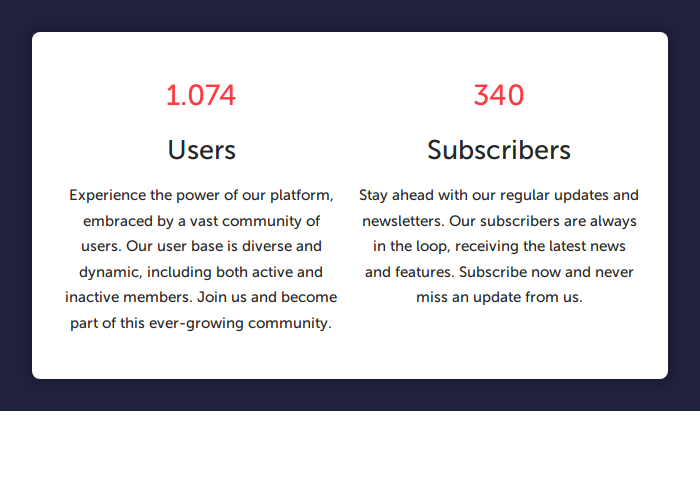 1.074
Users
Experience the power of our platform,
embraced by a vast community of
users. Our user base is diverse and
dynamic, including both active and
inactive members. Join us and become
part of this ever-growing community.
340
Subscribers
Stay ahead with our regular updates and
newsletters. Our subscribers are always
in the loop, receiving the latest news
and features. Subscribe now and never
miss an update from us.